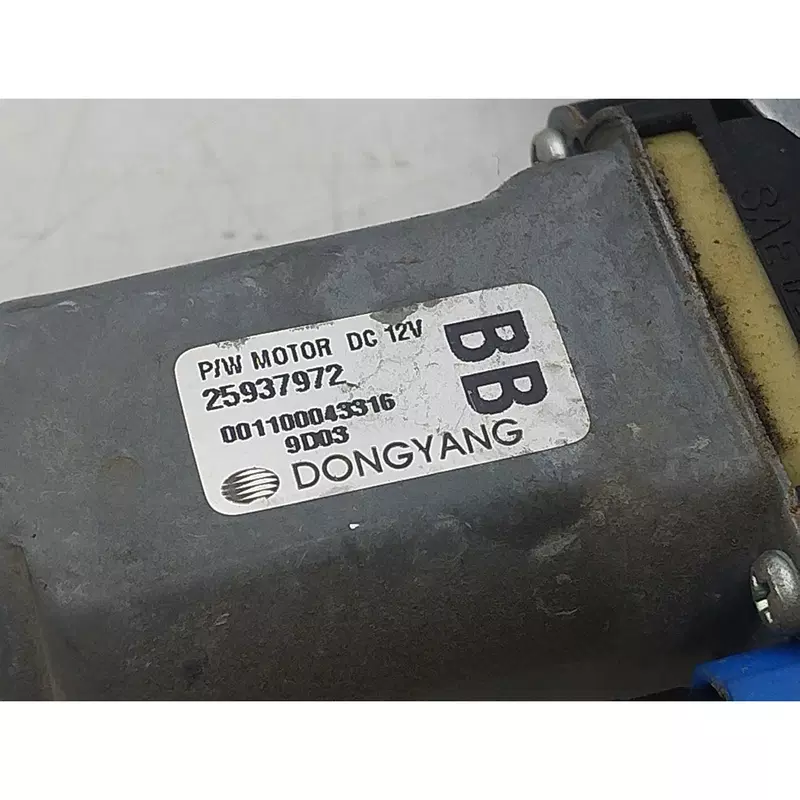 P/W MOTOR DC 12V
25937972
001100043316
9D03
BB
DONGYANG